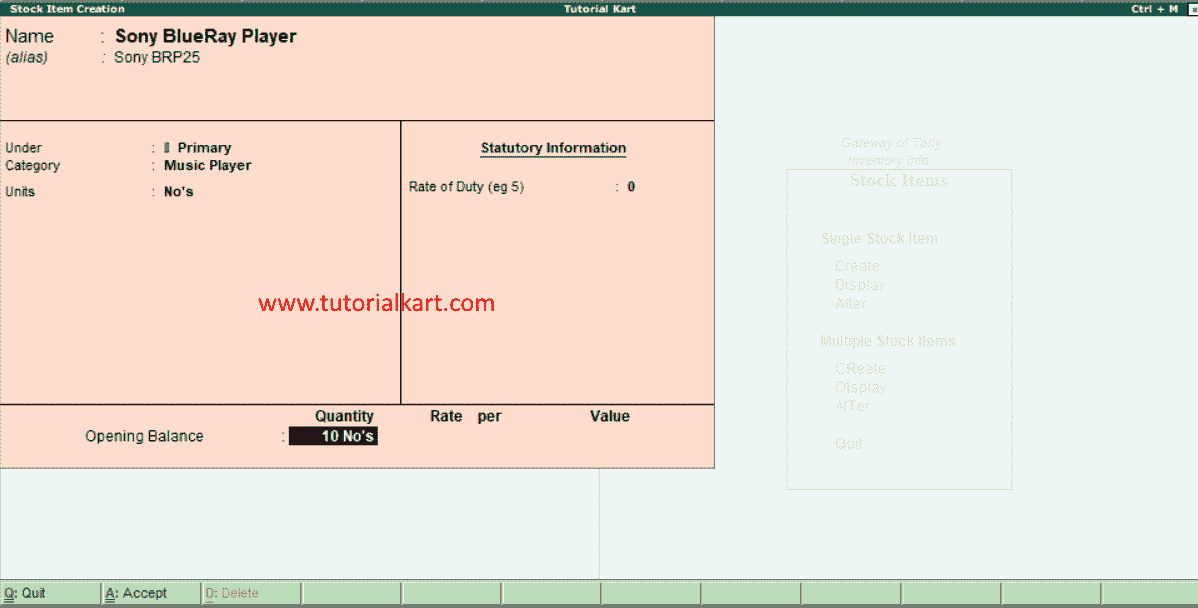 Stock Item Creation Tutorial Kart Ctrl + M
Name : Sony BlueRay Player
(alias) : Sony BRP25
Under : Primary
Category : Music Player
Units : No's
Statutory Information
Rate of Duty (eg 5) : 0
www.tutorialkart.com
Quantity Rate per Value
Opening Balance : 10 No's
Gateway of Tally
Inventory Info
Stock Items
Single Stock Item
Create
Display
Alter
Multiple Stock Items
CReate
DIsplay
AlTer
Quit
Q: Quit A: Accept D: Delete